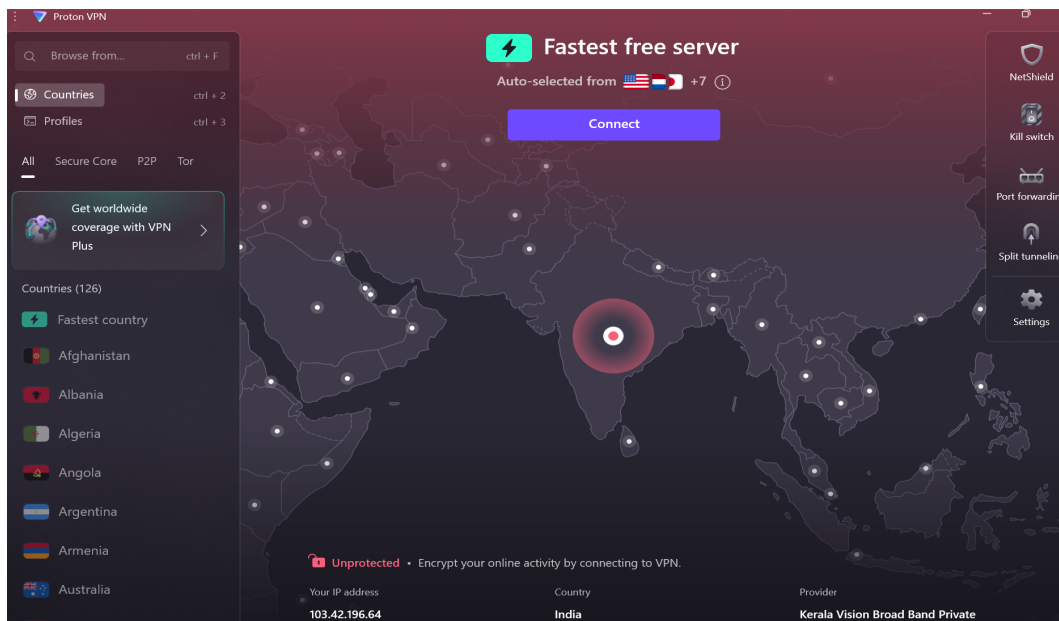 Proton VPN
Browse from... ctrl + F
Countries ctrl + 2
Profiles ctrl + 3
All Secure Core P2P Tor
Get worldwide
coverage with VPN
Plus
Countries (126)
Fastest country
Afghanistan
Albania
Algeria
Angola
Argentina
Armenia
Australia
Fastest free server
Auto-selected from +7
Connect
Unprotected • Encrypt your online activity by connecting to VPN.
Your IP address Country Provider
103.42.196.64 India Kerala Vision Broad Band Private
NetShield
Kill switch
Port forwardin
Split tunnelin
Settings